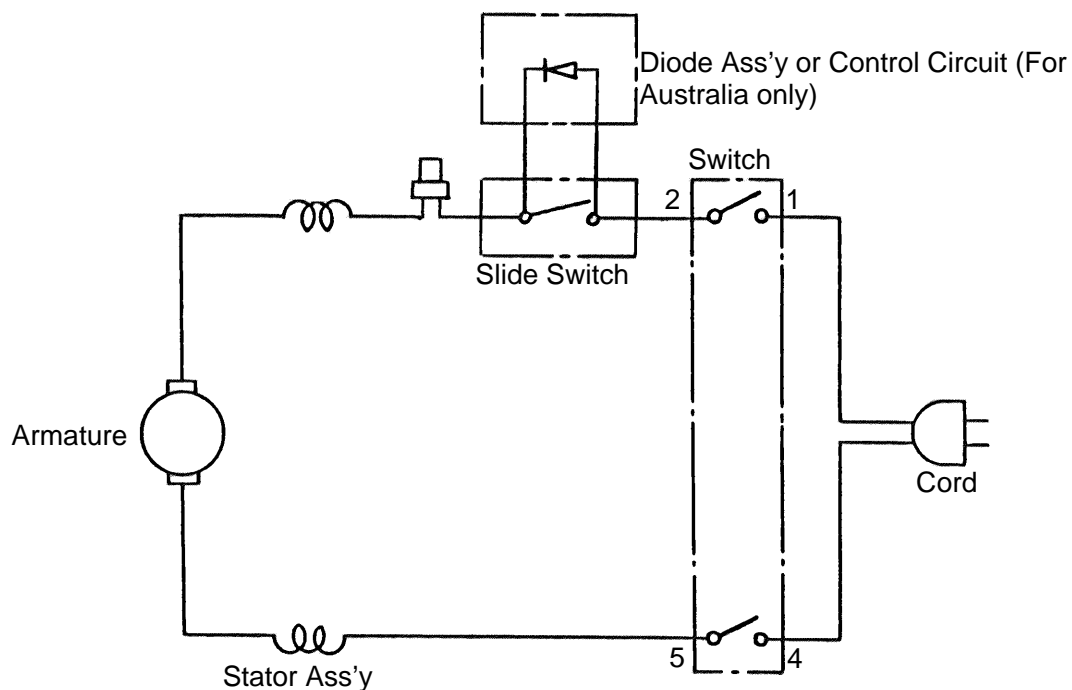 Diode Ass'y or Control Circuit (For
Australia only)
Switch
2
1
Slide Switch
Armature
Cord
5
4
Stator Ass'y